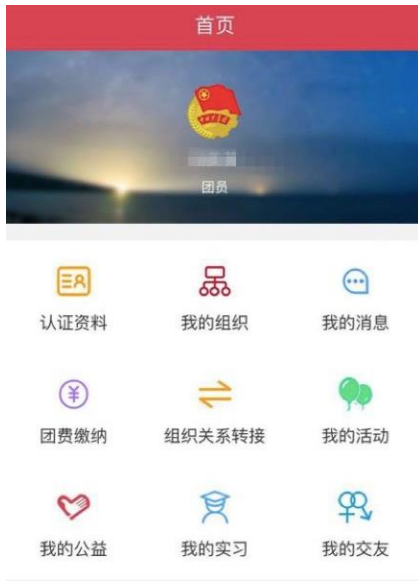 首页
团员
认证资料 我的组织 我的消息
团费缴纳 组织关系转接 我的活动
我的公益 我的实习 我的交友